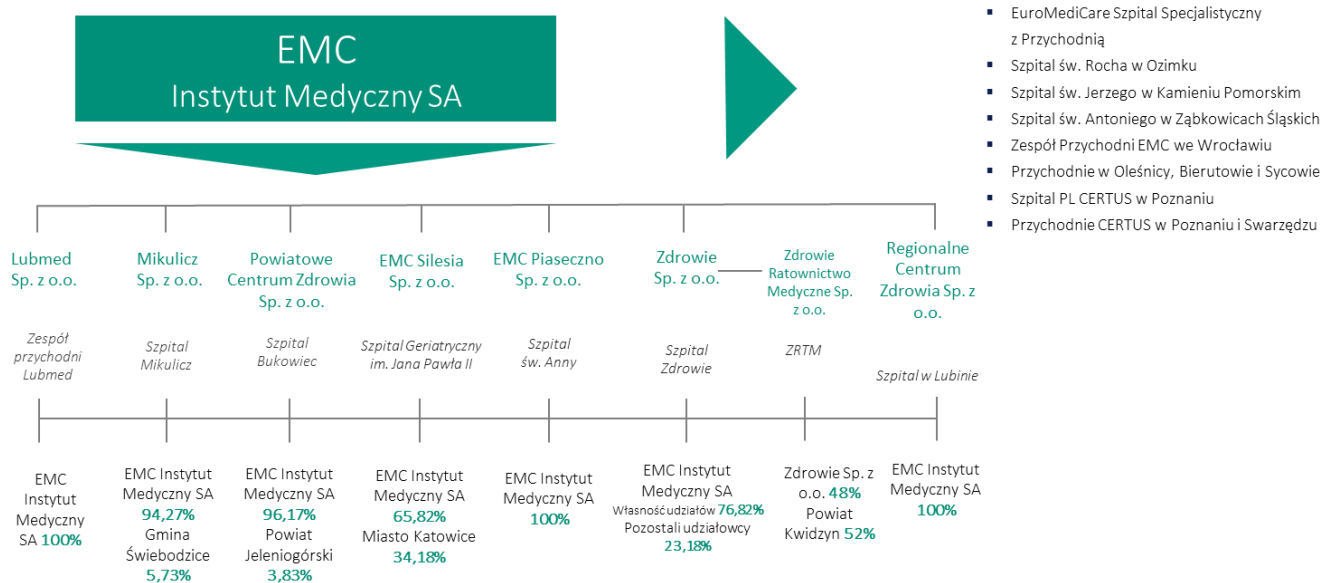 EMC
Instytut Medyczny SA
▪ EuroMediCare Szpital Specjalistyczny
z Przychodnią
▪ Szpital św. Rocha w Ozimku
▪ Szpital św. Jerzego w Kamieniu Pomorskim
▪ Szpital św. Antoniego w Ząbkowicach Śląskich
▪ Zespół Przychodni EMC we Wrocławiu
▪ Przychodnie w Oleśnicy, Bierutowie i Sycowie
▪ Szpital PL CERTUS w Poznaniu
▪ Przychodnie CERTUS w Poznaniu i Swarzędzu
Lubmed
Sp. z o.o.
Mikulicz
Sp. z o.o.
Powiatowe
Centrum Zdrowia
Sp. z o.o.
EMC Silesia
Sp. z o.o.
EMC Piaseczno
Sp. z o.o.
Zdrowie
Sp. z o.o.
Zdrowie
Ratownictwo
Medyczne Sp.
z o.o.
Regionalne
Centrum
Zdrowia Sp. z
o.o.
Zespół
przychodni
Lubmed
Szpital
Mikulicz
Szpital
Bukowiec
Szpital Geriatryczny
im. Jana Pawła II
Szpital
św. Anny
Szpital
Zdrowie
ZRTM
Szpital w Lubinie
EMC
Instytut
Medyczny
SA 100%
EMC Instytut
Medyczny SA
94,27%
Gmina
Świebodzice
5,73%
EMC Instytut
Medyczny SA
96,17%
Powiat
Jeleniogórski
3,83%
EMC Instytut
Medyczny SA
65,82%
Miasto Katowice
34,18%
EMC Instytut
Medyczny SA
100%
EMC Instytut
Medyczny SA
Własność udziałów 76,82%
Pozostali udziałowcy
23,18%
Zdrowie Sp. z
o.o. 48%
Powiat
Kwidzyn 52%
EMC Instytut
Medyczny SA
100%